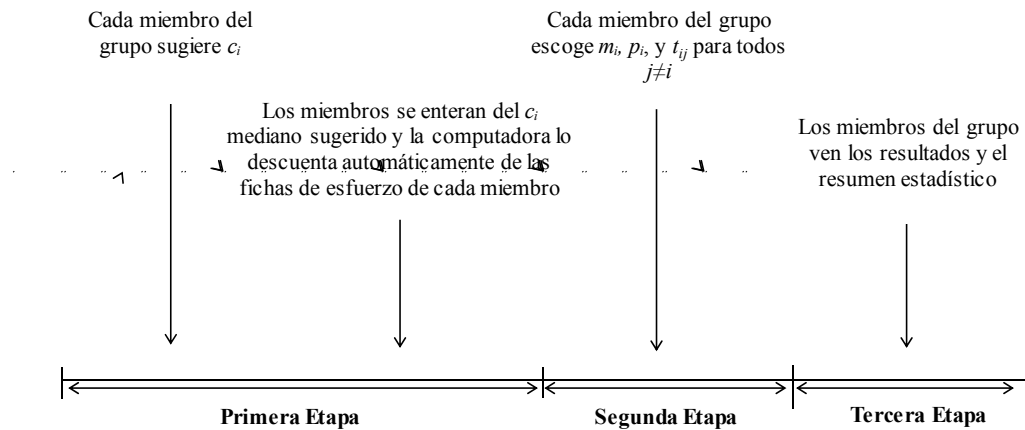 Cada miembro del
grupo sugiere cᵢ
Los miembros se enteran del cᵢ
mediano sugerido y la computadora lo
descuenta automáticamente de las
fichas de esfuerzo de cada miembro
Cada miembro del grupo
escoge mᵢ, pᵢ, y tᵢⱼ para todos
j≠i
Los miembros del grupo
ven los resultados y el
resumen estadístico
Primera Etapa
Segunda Etapa
Tercera Etapa